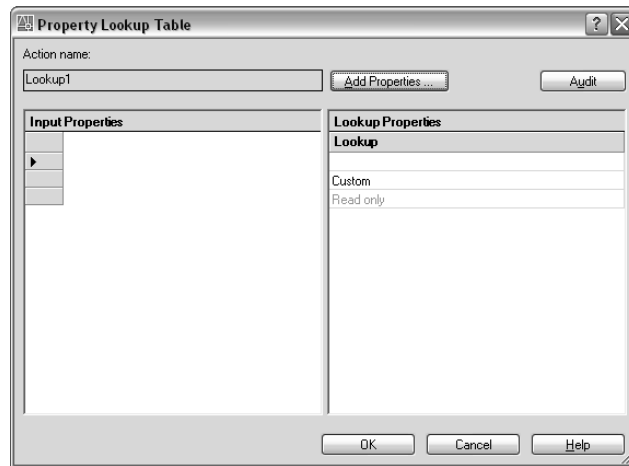 Property Lookup Table
Action name:
Lookup1
Add Properties ...
Audit
Input Properties
Lookup Properties
Lookup
Custom
Read only
OK
Cancel
Help